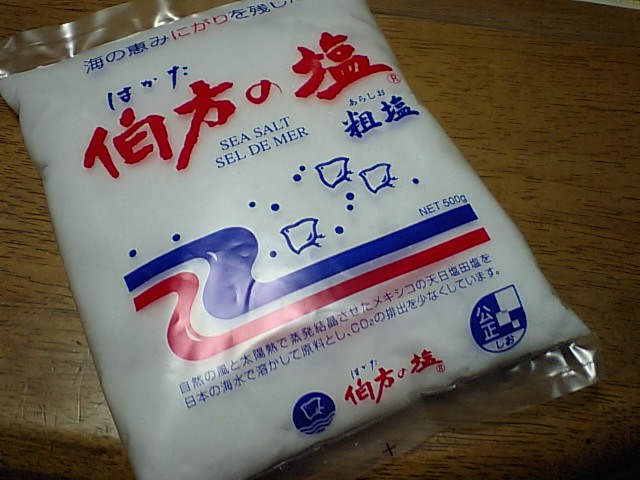 海の恵みにがりを残した
はかた
伯方の塩®
SEA SALT
SEL DE MER
あらしお
粗塩
NET 500g
自然の風と太陽熱で蒸発結晶させたメキシコの天日塩田塩を
日本の海水で溶かして原料とし、CO₂の排出を少なくしています。
公正
しお
はかた
伯方の塩®